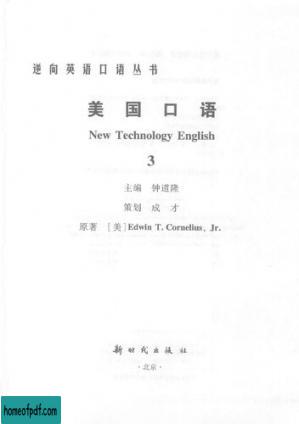 逆向英语口语丛书
美国口语
New Technology English
3
主编 钟道隆
策划 成才
原著 [美] Edwin T. Cornelius, Jr.
新时代出版社
·北京·
homeofpdf.com